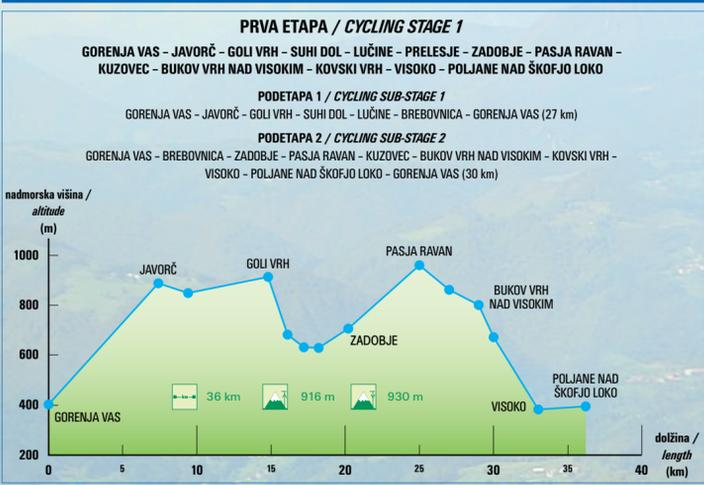 PRVA ETAPA / CYCLING STAGE 1
GORENJA VAS – JAVORČ – GOLI VRH – SUHI DOL – LUČINE – PRELESJE – ZADOBJE – PASJA RAVAN –
KUZOVEC – BUKOV VRH NAD VISOKIM – KOVSKI VRH – VISOKO – POLJANE NAD ŠKOFJO LOKO
PODETAPA 1 / CYCLING SUB-STAGE 1
GORENJA VAS – JAVORČ – GOLI VRH – SUHI DOL – LUČINE – BREBOVNICA – GORENJA VAS (27 km)
PODETAPA 2 / CYCLING SUB-STAGE 2
GORENJA VAS – BREBOVNICA – ZADOBJE – PASJA RAVAN – KUZOVEC – BUKOV VRH NAD VISOKIM – KOVSKI VRH –
VISOKO – POLJANE NAD ŠKOFJO LOKO – GORENJA VAS (30 km)
nadmorska višina /
altitude
(m)
1000
800
600
400
200
JAVORČ
GOLI VRH
PASJA RAVAN
BUKOV VRH
NAD VISOKIM
ZADOBJE
POLJANE NAD
ŠKOFJO LOKO
VISOKO
GORENJA VAS
36 km
916 m
930 m
0
5
10
15
20
25
30
35
40
dolžina /
length
(km)